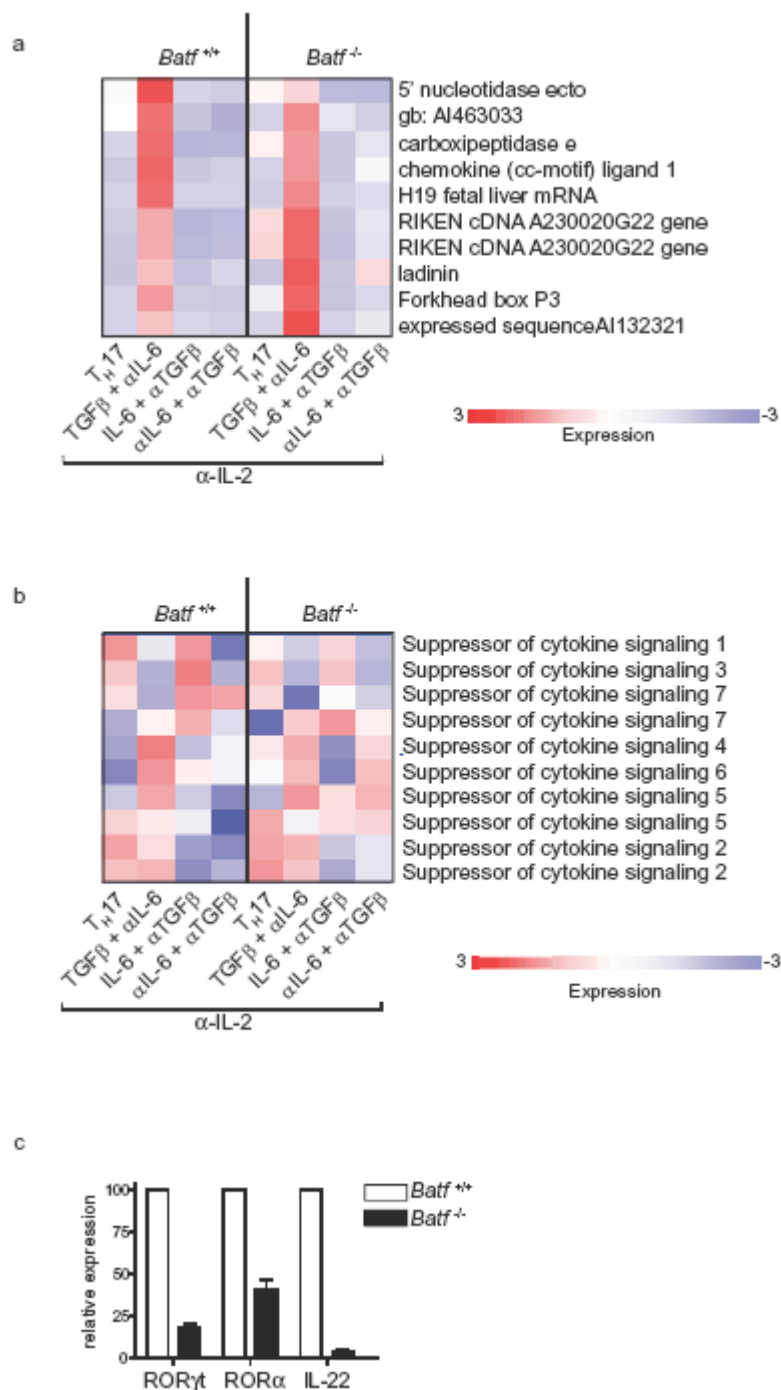 a
Batf +/+ Batf -/-
5' nucleotidase ecto
gb: AI463033
carboxipeptidase e
chemokine (cc-motif) ligand 1
H19 fetal liver mRNA
RIKEN cDNA A230020G22 gene
RIKEN cDNA A230020G22 gene
ladinin
Forkhead box P3
expressed sequenceAI132321
TH17
TGFβ + αIL-6
IL-6 + αTGFβ
αIL-6 + αTGFβ
TH17
TGFβ + αIL-6
IL-6 + αTGFβ
αIL-6 + αTGFβ
α-IL-2
3 -3
Expression
b
Batf +/+ Batf -/-
Suppressor of cytokine signaling 1
Suppressor of cytokine signaling 3
Suppressor of cytokine signaling 7
Suppressor of cytokine signaling 7
Suppressor of cytokine signaling 4
Suppressor of cytokine signaling 6
Suppressor of cytokine signaling 5
Suppressor of cytokine signaling 5
Suppressor of cytokine signaling 2
Suppressor of cytokine signaling 2
TH17
TGFβ + αIL-6
IL-6 + αTGFβ
αIL-6 + αTGFβ
TH17
TGFβ + αIL-6
IL-6 + αTGFβ
αIL-6 + αTGFβ
α-IL-2
3 -3
Expression
c
relative expression
100
75
50
25
0
Batf +/+
Batf -/-
RORγt RORα IL-22